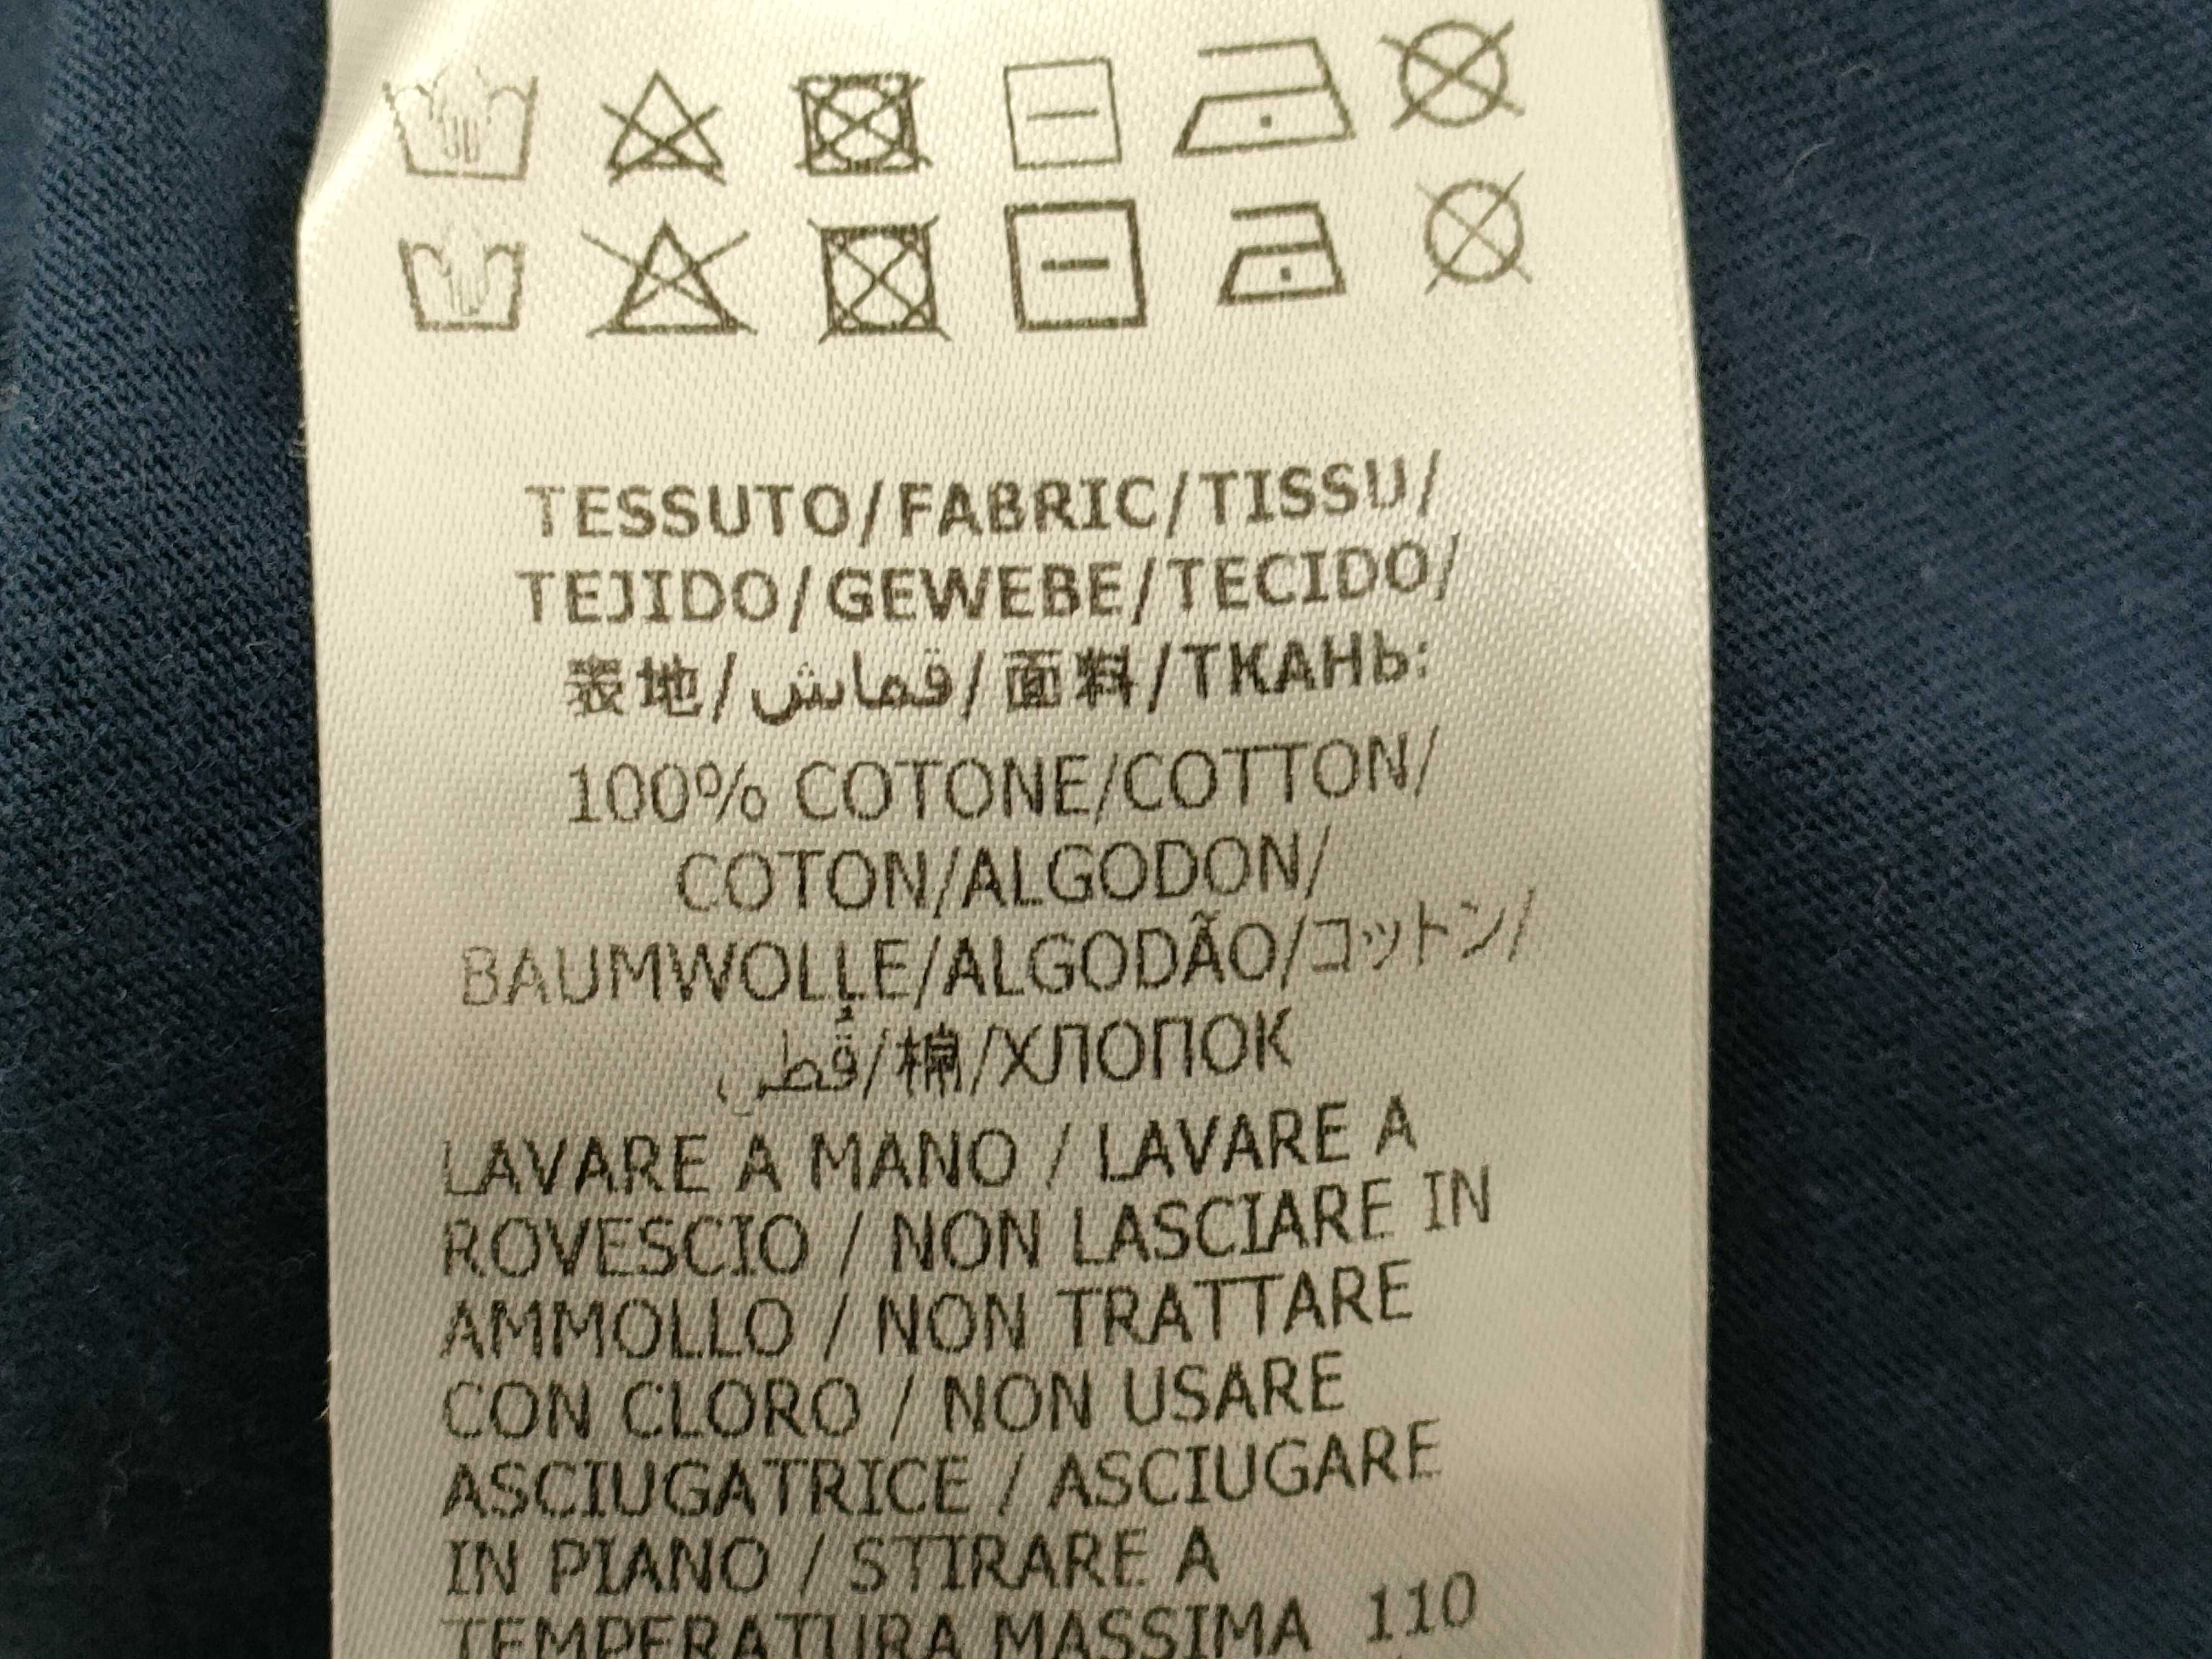 TESSUTO/FABRIC/TISSU/
TEJIDO/GEWEBE/TECIDO/
表地/قماش/面料/ТКАНЬ:
100% COTONE/COTTON/
COTON/ALGODON/
BAUMWOLLE/ALGODÃO/コットン/
قُطن/棉/ХЛОПОК
LAVARE A MANO / LAVARE A
ROVESCIO / NON LASCIARE IN
AMMOLLO / NON TRATTARE
CON CLORO / NON USARE
ASCIUGATRICE / ASCIUGARE
IN PIANO / STIRARE A
TEMPERATURA MASSIMA 110